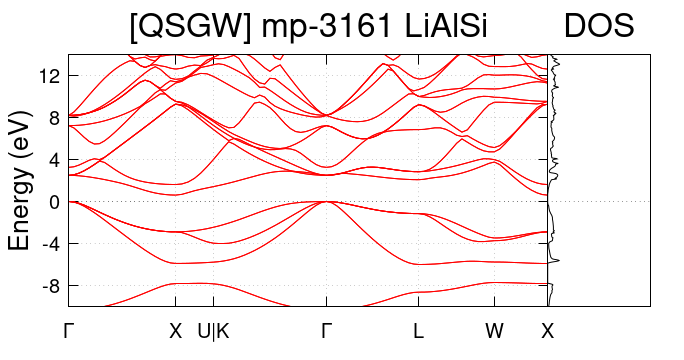 [QSGW] mp-3161 LiAlSi DOS
Energy (eV)
12
8
4
0
-4
-8
Γ X U|K Γ L W X